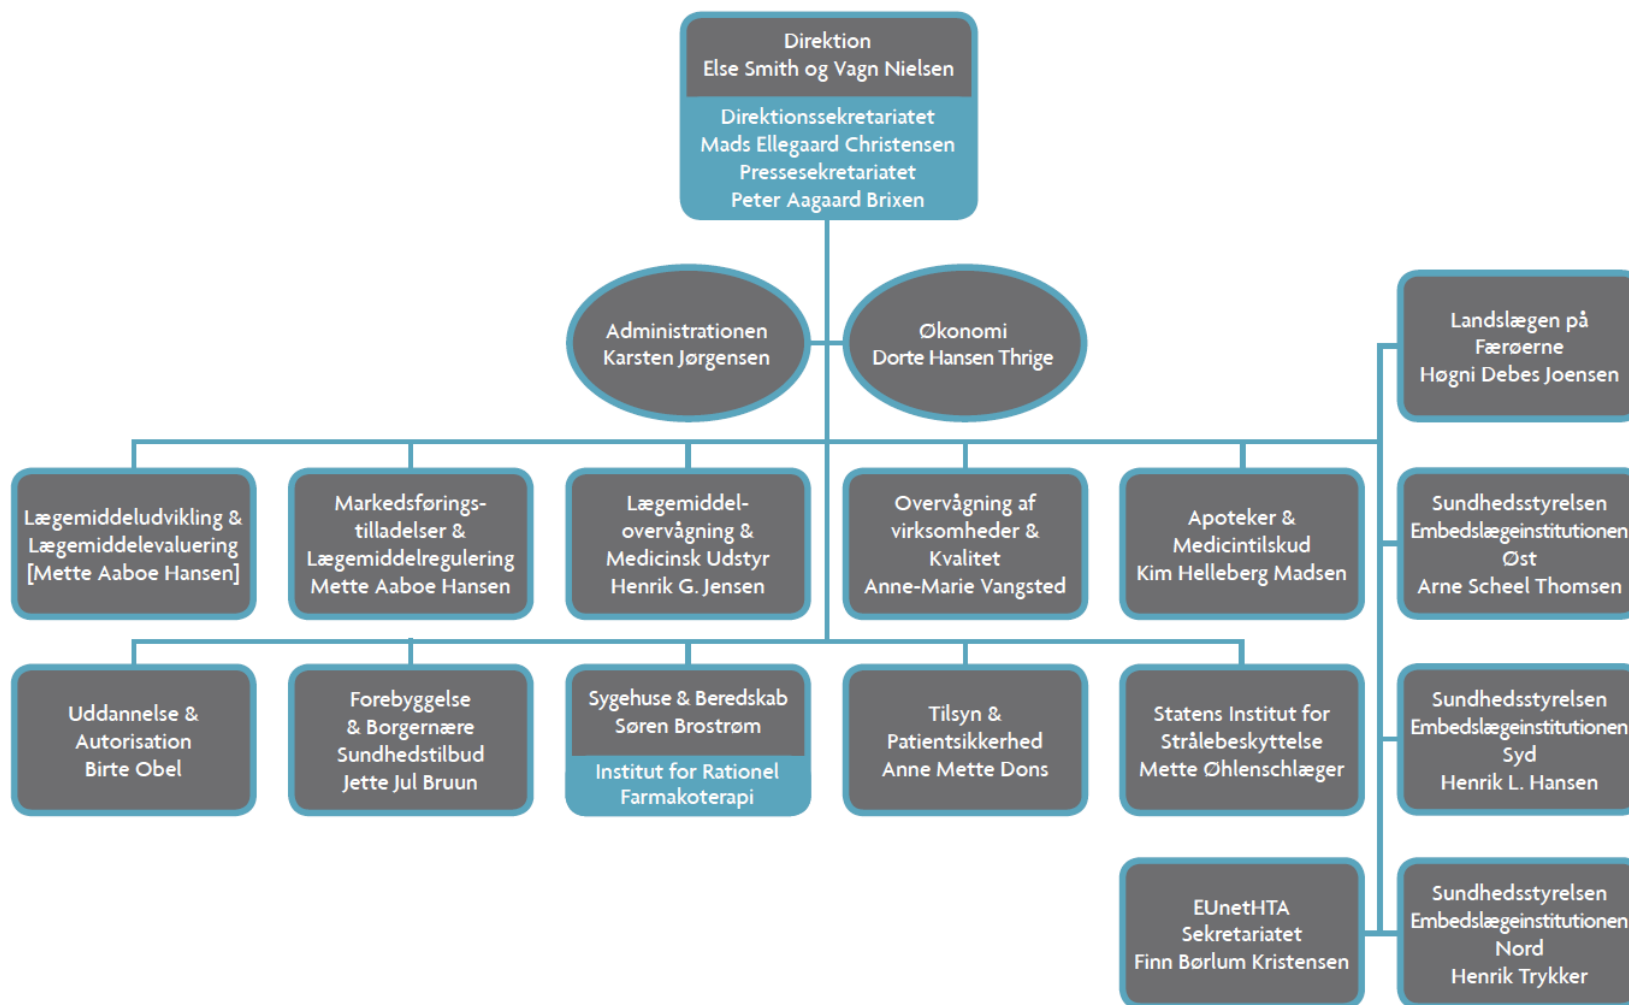 Direktion
Else Smith og Vagn Nielsen
Direktionssekretariatet
Mads Ellegaard Christensen
Pressesekretariatet
Peter Aagaard Brixen
Administrationen
Karsten Jørgensen
Økonomi
Dorte Hansen Thrige
Landslægen på
Færøerne
Høgni Debes Joensen
Lægemiddeludvikling &
Lægemiddelevaluering
[Mette Aaboe Hansen]
Markedsførings-
tilladelser &
Lægemiddelregulering
Mette Aaboe Hansen
Lægemiddel-
overvågning &
Medicinsk Udstyr
Henrik G. Jensen
Overvågning af
virksomheder &
Kvalitet
Anne-Marie Vangsted
Apoteker &
Medicintilskud
Kim Helleberg Madsen
Sundhedsstyrelsen
Embedslægeinstitutionen
Øst
Arne Scheel Thomsen
Uddannelse &
Autorisation
Birte Obel
Forebyggelse
& Borgernære
Sundhedstilbud
Jette Jul Bruun
Sygehuse & Beredskab
Søren Brostrøm
Institut for Rationel
Farmakoterapi
Tilsyn &
Patientsikkerhed
Anne Mette Dons
Statens Institut for
Strålebeskyttelse
Mette Øhlenschlæger
Sundhedsstyrelsen
Embedslægeinstitutionen
Syd
Henrik L. Hansen
EUnetHTA
Sekretariatet
Finn Børlum Kristensen
Sundhedsstyrelsen
Embedslægeinstitutionen
Nord
Henrik Trykker